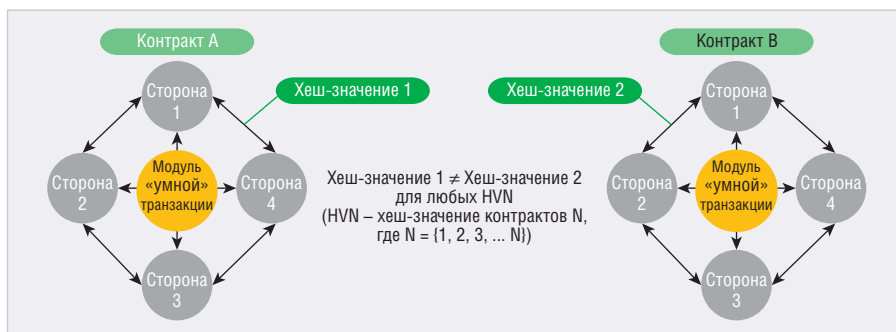 Контракт А
Контракт В
Сторона
1
Хеш-значение 1
Хеш-значение 2
Сторона
1
Сторона
2
Модуль
«умной»
транзакции
Сторона
4
Хеш-значение 1 ≠ Хеш-значение 2
для любых HVN
(HVN – хеш-значение контрактов N,
где N = {1, 2, 3, ... N})
Сторона
2
Модуль
«умной»
транзакции
Сторона
4
Сторона
3
Сторона
3